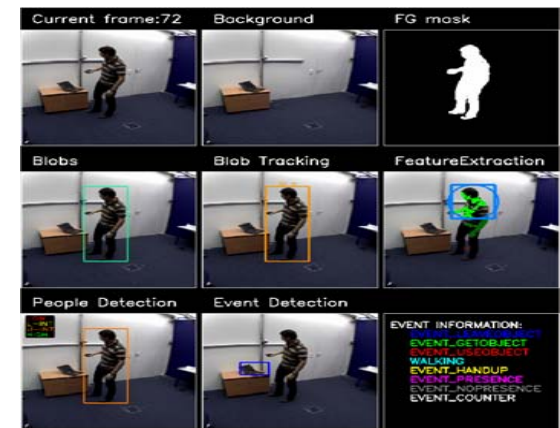 Current frame:72
Background
FG mask
Blobs
Blob Tracking
FeatureExtraction
People Detection
Event Detection
EVENT INFORMATION:
EVENT_LEAVEOBJECT
EVENT_GETOBJECT
EVENT_USEOBJECT
WALKING
EVENT_HANDUP
EVENT_PRESENCE
EVENT_NOPRESENCE
EVENT_COUNTER